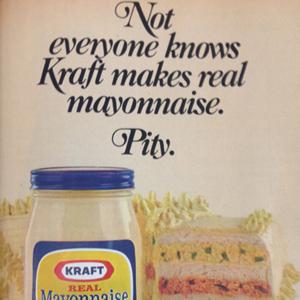 Not
everyone knows
Kraft makes real
mayonnaise.
Pity.
KRAFT
REAL
Mayonnaise